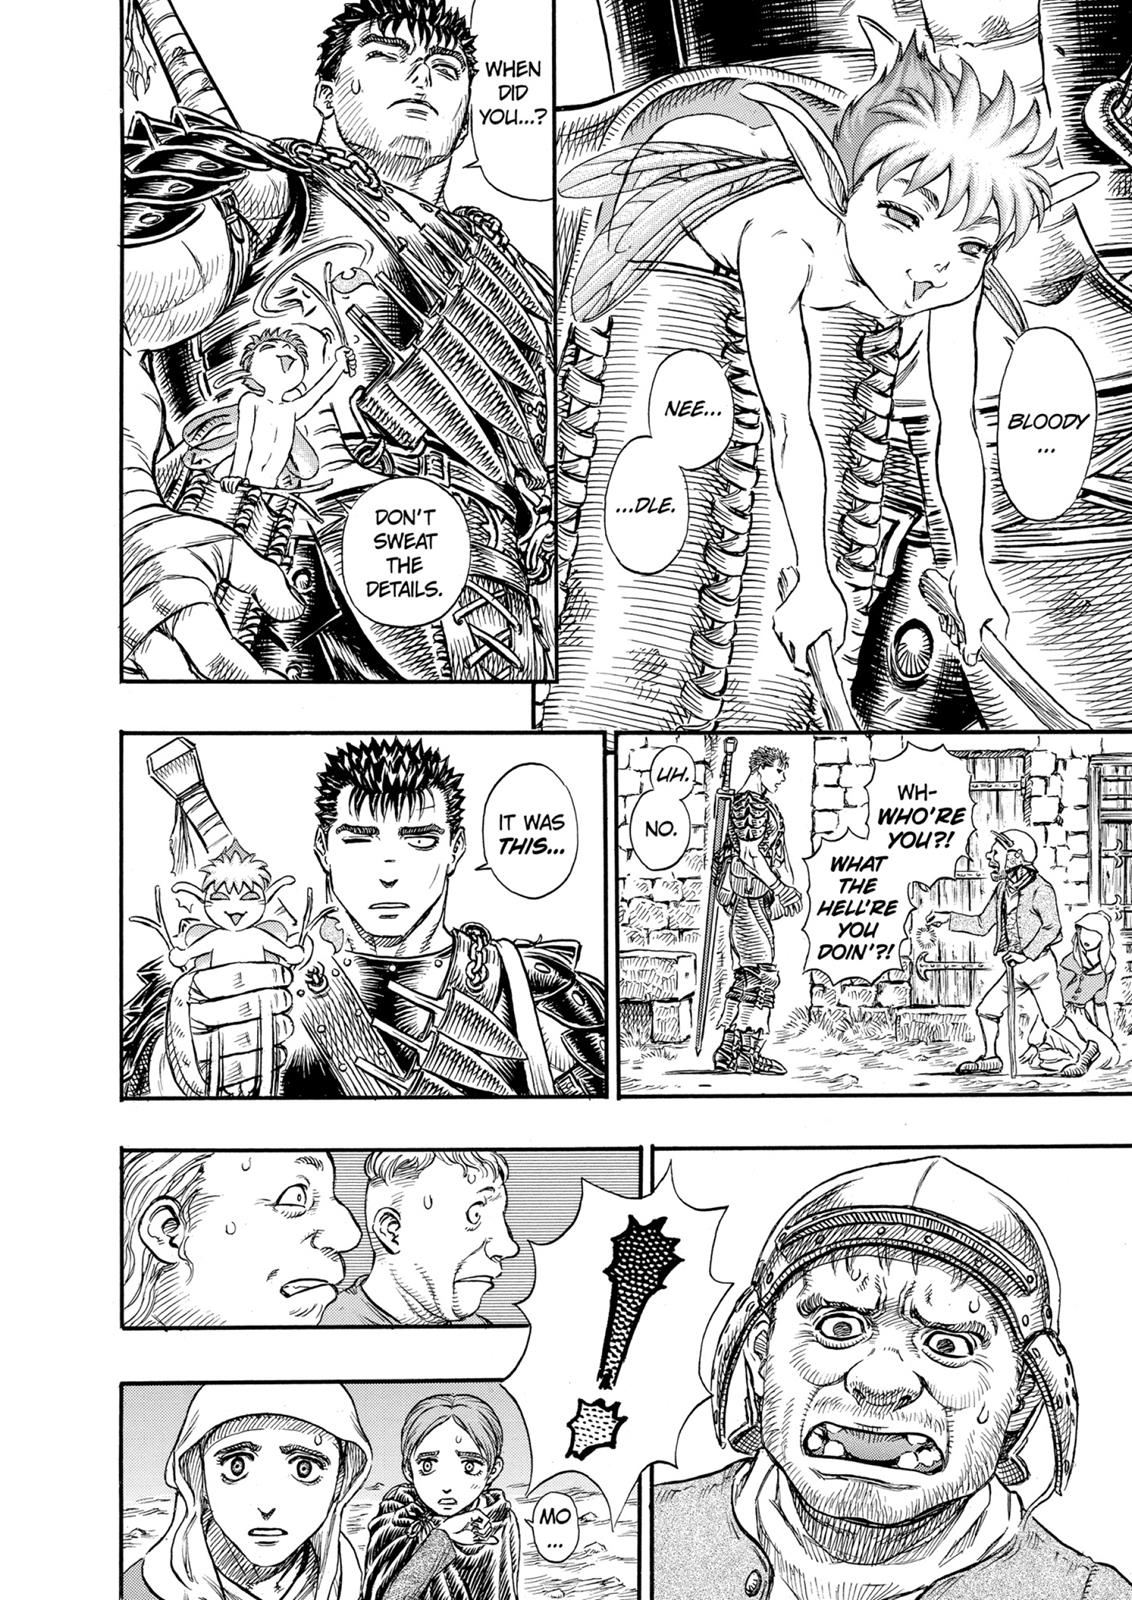 BLOODY
...
NEE...
...DLE.
WHEN
DID
YOU...?
DON'T
SWEAT
THE
DETAILS.
WH-
WHO'RE
YOU?!
WHAT
THE
HELL'RE
YOU
DOIN'?!
UH.
NO.
IT WAS
THIS...
!
MO
...